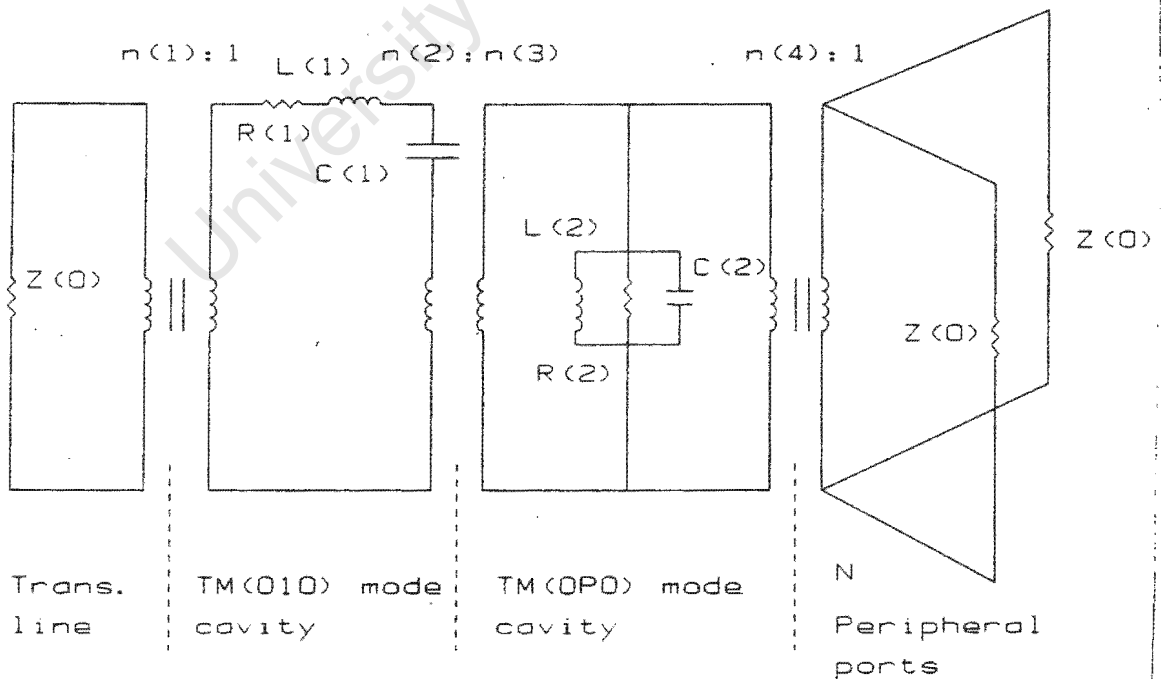 n(1):1
n(2):n(3)
n(4):1
L(1)
R(1)
C(1)
Z(0)
L(2)
C(2)
R(2)
Z(0)
Z(0)
Trans.
line
TM(010) mode
cavity
TM(0P0) mode
cavity
N
Peripheral
ports
University